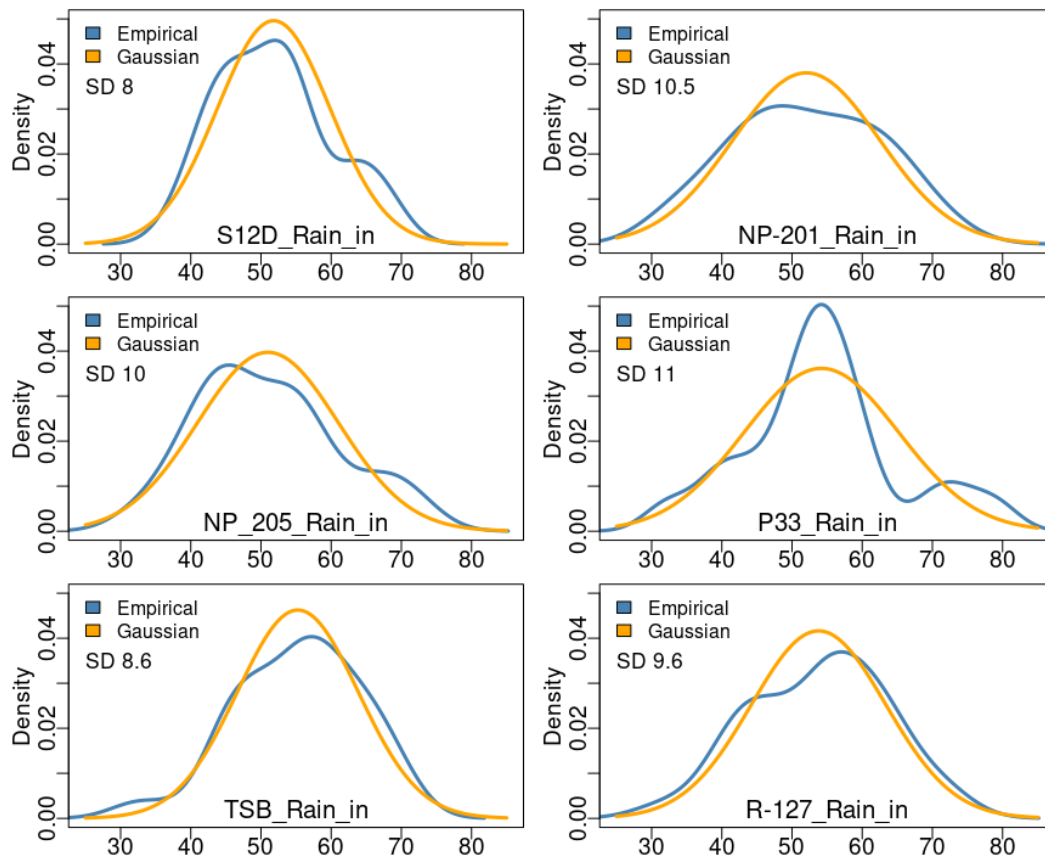 Empirical
Gaussian
SD 8
Density
0.00 0.02 0.04
S12D_Rain_in
30 40 50 60 70 80
Empirical
Gaussian
SD 10.5
Density
0.00 0.02 0.04
NP-201_Rain_in
30 40 50 60 70 80
Empirical
Gaussian
SD 10
Density
0.00 0.02 0.04
NP_205_Rain_in
30 40 50 60 70 80
Empirical
Gaussian
SD 11
Density
0.00 0.02 0.04
P33_Rain_in
30 40 50 60 70 80
Empirical
Gaussian
SD 8.6
Density
0.00 0.02 0.04
TSB_Rain_in
30 40 50 60 70 80
Empirical
Gaussian
SD 9.6
Density
0.00 0.02 0.04
R-127_Rain_in
30 40 50 60 70 80